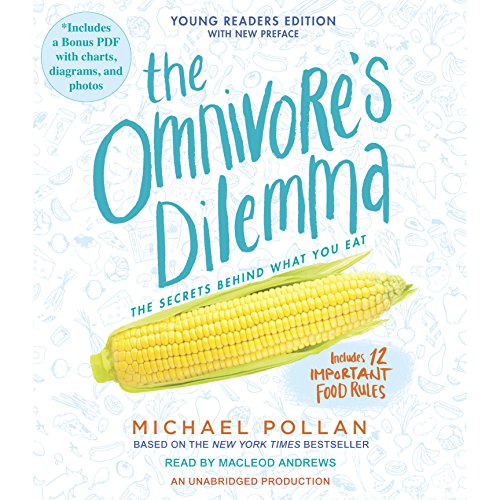 YOUNG READERS EDITION
WITH NEW PREFACE
*Includes
a Bonus PDF
with charts,
diagrams, and
photos
the
OMNIVORE'S
DILEMMA
THE SECRETS BEHIND WHAT YOU EAT
Includes 12
IMPORTANT
FOOD RULES
MICHAEL POLLAN
BASED ON THE NEW YORK TIMES BESTSELLER
READ BY MACLEOD ANDREWS
AN UNABRIDGED PRODUCTION